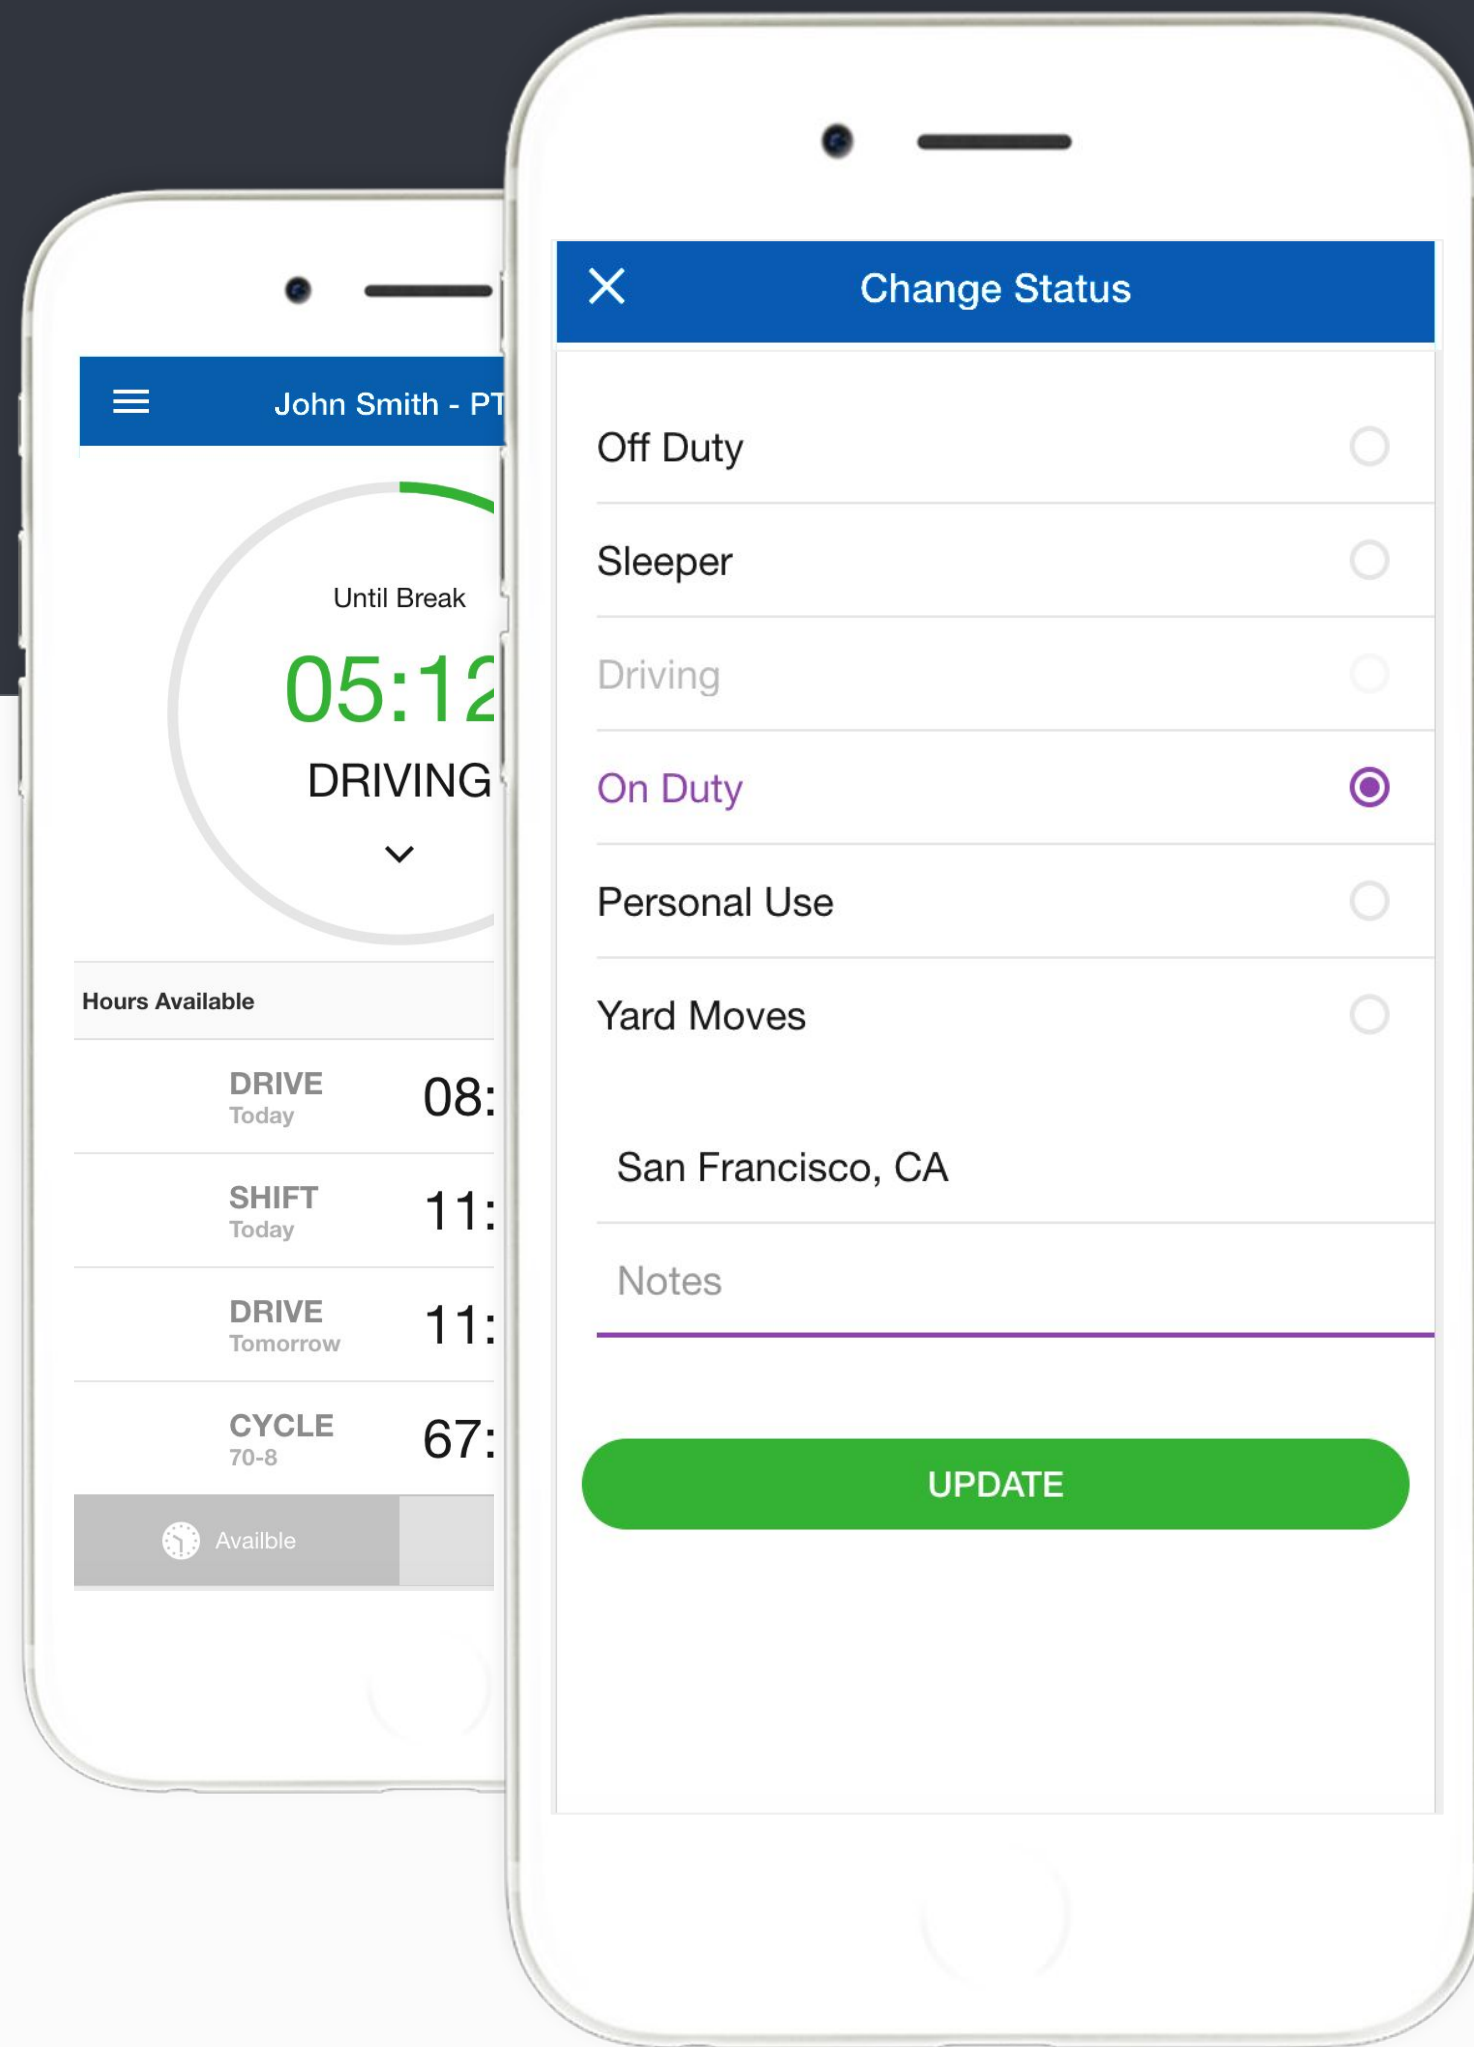 John Smith - PT
Until Break
05:12
DRIVING
Hours Available
DRIVE
Today
08:
SHIFT
Today
11:
DRIVE
Tomorrow
11:
CYCLE
70-8
67:
Availble
Change Status
Off Duty
Sleeper
Driving
On Duty
Personal Use
Yard Moves
San Francisco, CA
Notes
UPDATE